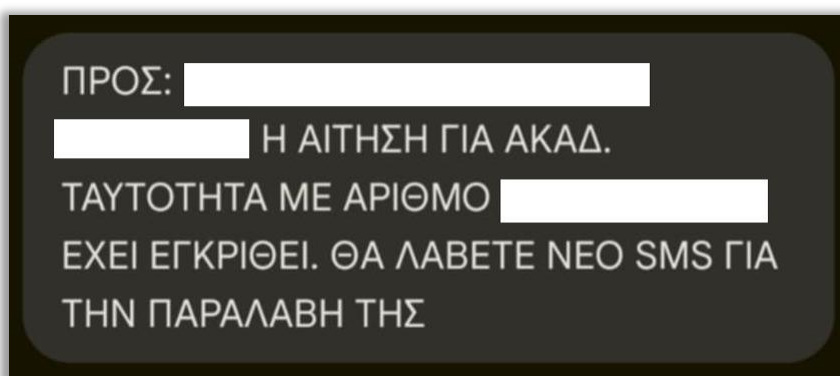 ΠΡΟΣ:
Η ΑΙΤΗΣΗ ΓΙΑ ΑΚΑΔ.
ΤΑΥΤΟΤΗΤΑ ΜΕ ΑΡΙΘΜΟ
ΕΧΕΙ ΕΓΚΡΙΘΕΙ. ΘΑ ΛΑΒΕΤΕ ΝΕΟ SMS ΓΙΑ
ΤΗΝ ΠΑΡΑΛΑΒΗ ΤΗΣ